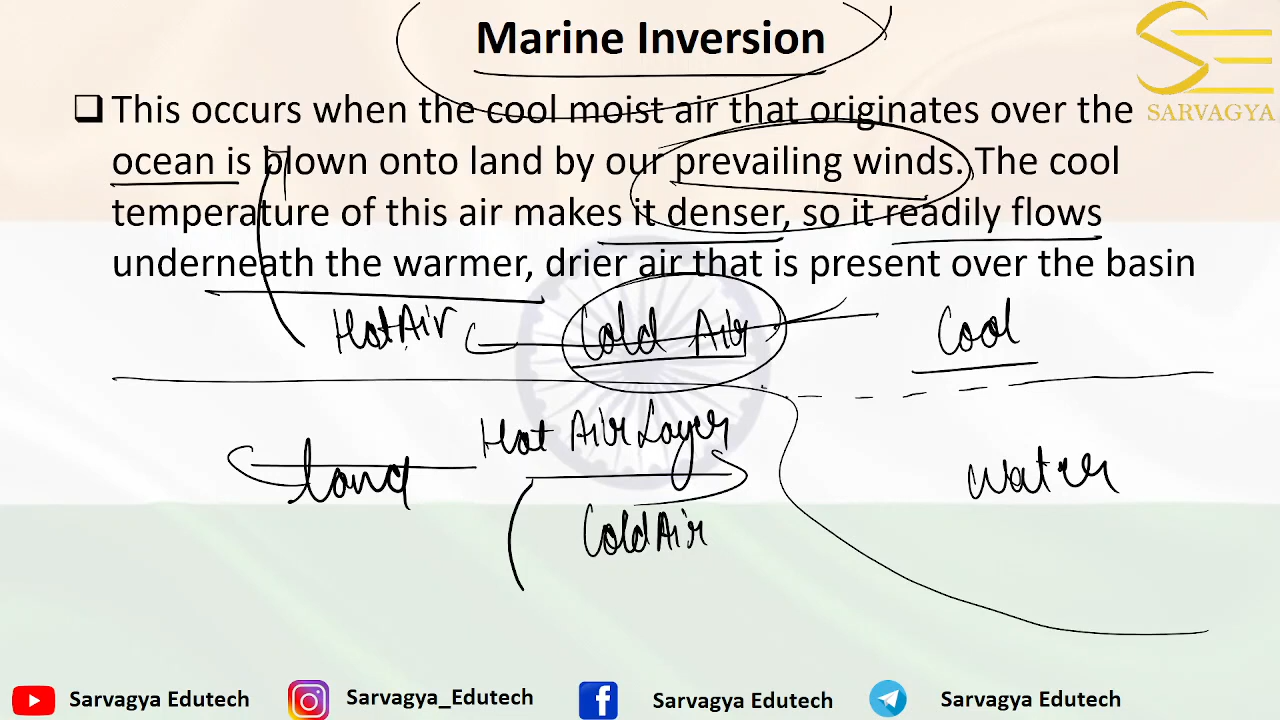 Marine Inversion
SARVAGYA
❑ This occurs when the cool moist air that originates over the
ocean is blown onto land by our prevailing winds. The cool
temperature of this air makes it denser, so it readily flows
underneath the warmer, drier air that is present over the basin
Hot Air Cold Air Cool
Hot Air Layer
Land Water
Cold Air
Sarvagya Edutech Sarvagya_Edutech Sarvagya Edutech Sarvagya Edutech